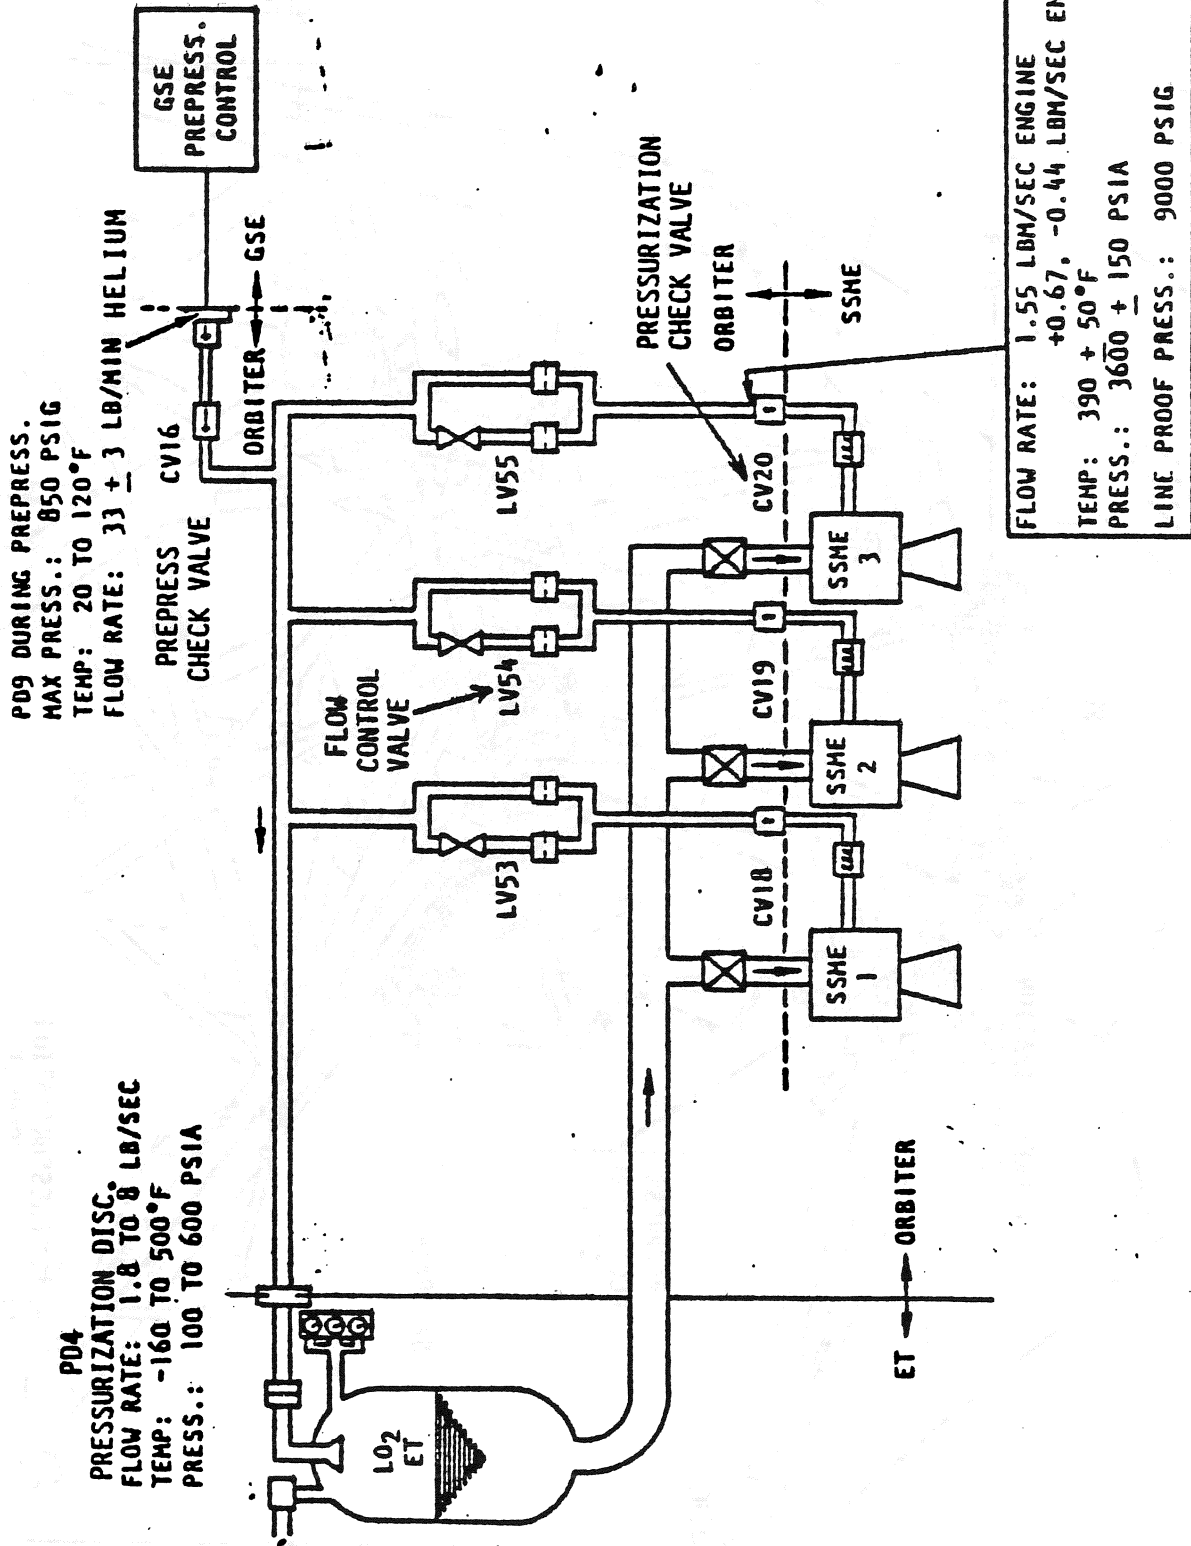 PD4
PRESSURIZATION DISC.
FLOW RATE: 1.8 TO 8 LB/SEC
TEMP: -160 TO 500°F
PRESS.: 100 TO 600 PSIA
PD9 DURING PREPRESS.
MAX PRESS.: 850 PSIG
TEMP: 20 TO 120°F
FLOW RATE: 33 ± 3 LB/MIN HELIUM
GSE
PREPRESS.
CONTROL
PREPRESS
CHECK VALVE
CV16
ORBITER
GSE
FLOW
CONTROL
VALVE
LV53
LV54
LV55
PRESSURIZATION
CHECK VALVE
ORBITER
SSME
LO2
ET
CV18
CV19
CV20
SSME
1
SSME
2
SSME
3
ET
ORBITER
FLOW RATE: 1.55 LBM/SEC ENGINE
+0.67, -0.44 LBM/SEC
TEMP: 390 + 50°F
PRESS.: 3600 ± 150 PSIA
LINE PROOF PRESS.: 9000 PSIG